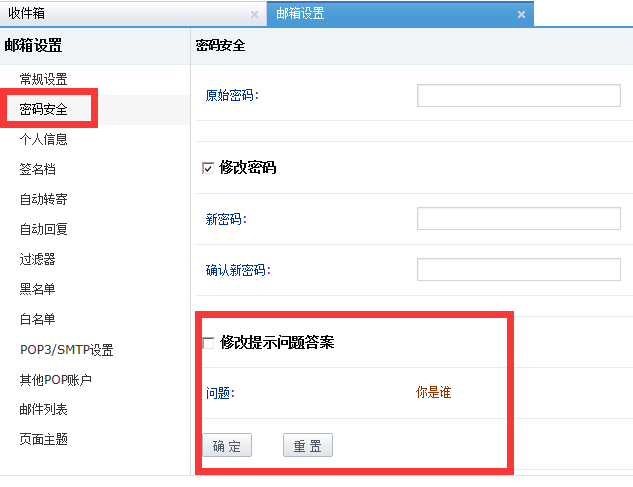 收件箱
邮箱设置
邮箱设置
密码安全
常规设置
密码安全
个人信息
签名档
自动转寄
自动回复
过滤器
黑名单
白名单
POP3/SMTP设置
其他POP账户
邮件列表
页面主题
原始密码:
修改密码
新密码:
确认新密码:
修改提示问题答案
问题:
你是谁
确定
重置